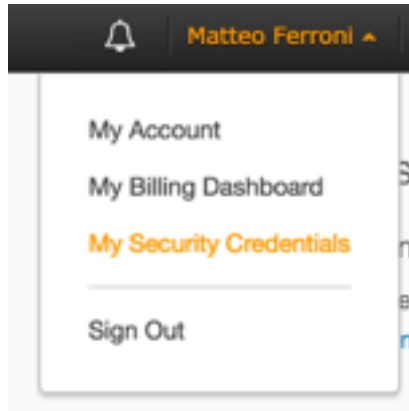 Matteo Ferroni
My Account
My Billing Dashboard
My Security Credentials
Sign Out